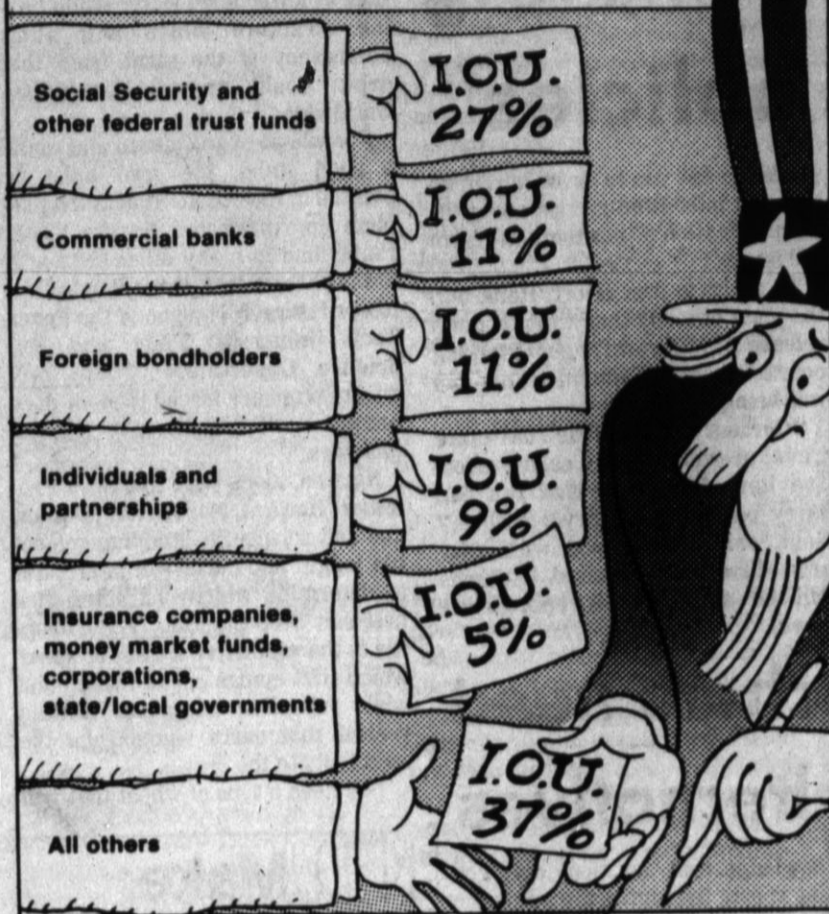 Social Security and
other federal trust funds
I.O.U.
27%
Commercial banks
I.O.U.
11%
Foreign bondholders
I.O.U.
11%
Individuals and
partnerships
I.O.U.
9%
Insurance companies,
money market funds,
corporations,
state/local governments
I.O.U.
5%
All others
I.O.U.
37%